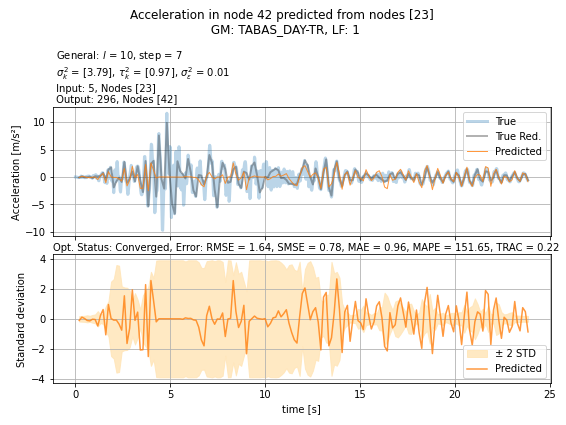 Acceleration in node 42 predicted from nodes [23]
GM: TABAS_DAY-TR, LF: 1
General: l = 10, step = 7
σ²ₖ = [3.79], τ²ₖ = [0.97], σ²ε = 0.01
Input: 5, Nodes [23]
Output: 296, Nodes [42]
Acceleration [m/s²]
10
5
0
−5
−10
True
True Red.
Predicted
Opt. Status: Converged, Error: RMSE = 1.64, SMSE = 0.78, MAE = 0.96, MAPE = 151.65, TRAC = 0.22
Standard deviation
4
2
0
−2
−4
± 2 STD
Predicted
0 5 10 15 20 25
time [s]